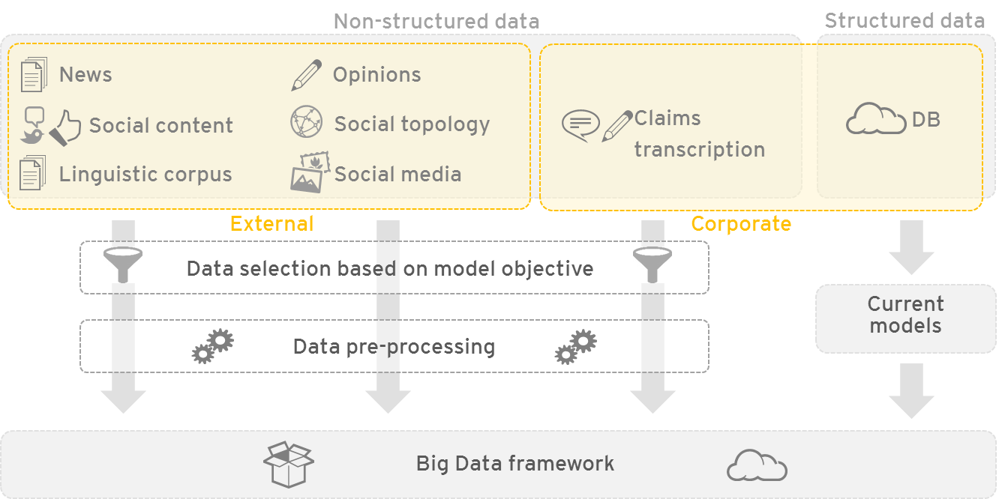 Non-structured data
Structured data
News
Opinions
Social content
Social topology
Linguistic corpus
Social media
Claims
transcription
DB
External
Corporate
Data selection based on model objective
Data pre-processing
Current
models
Big Data framework